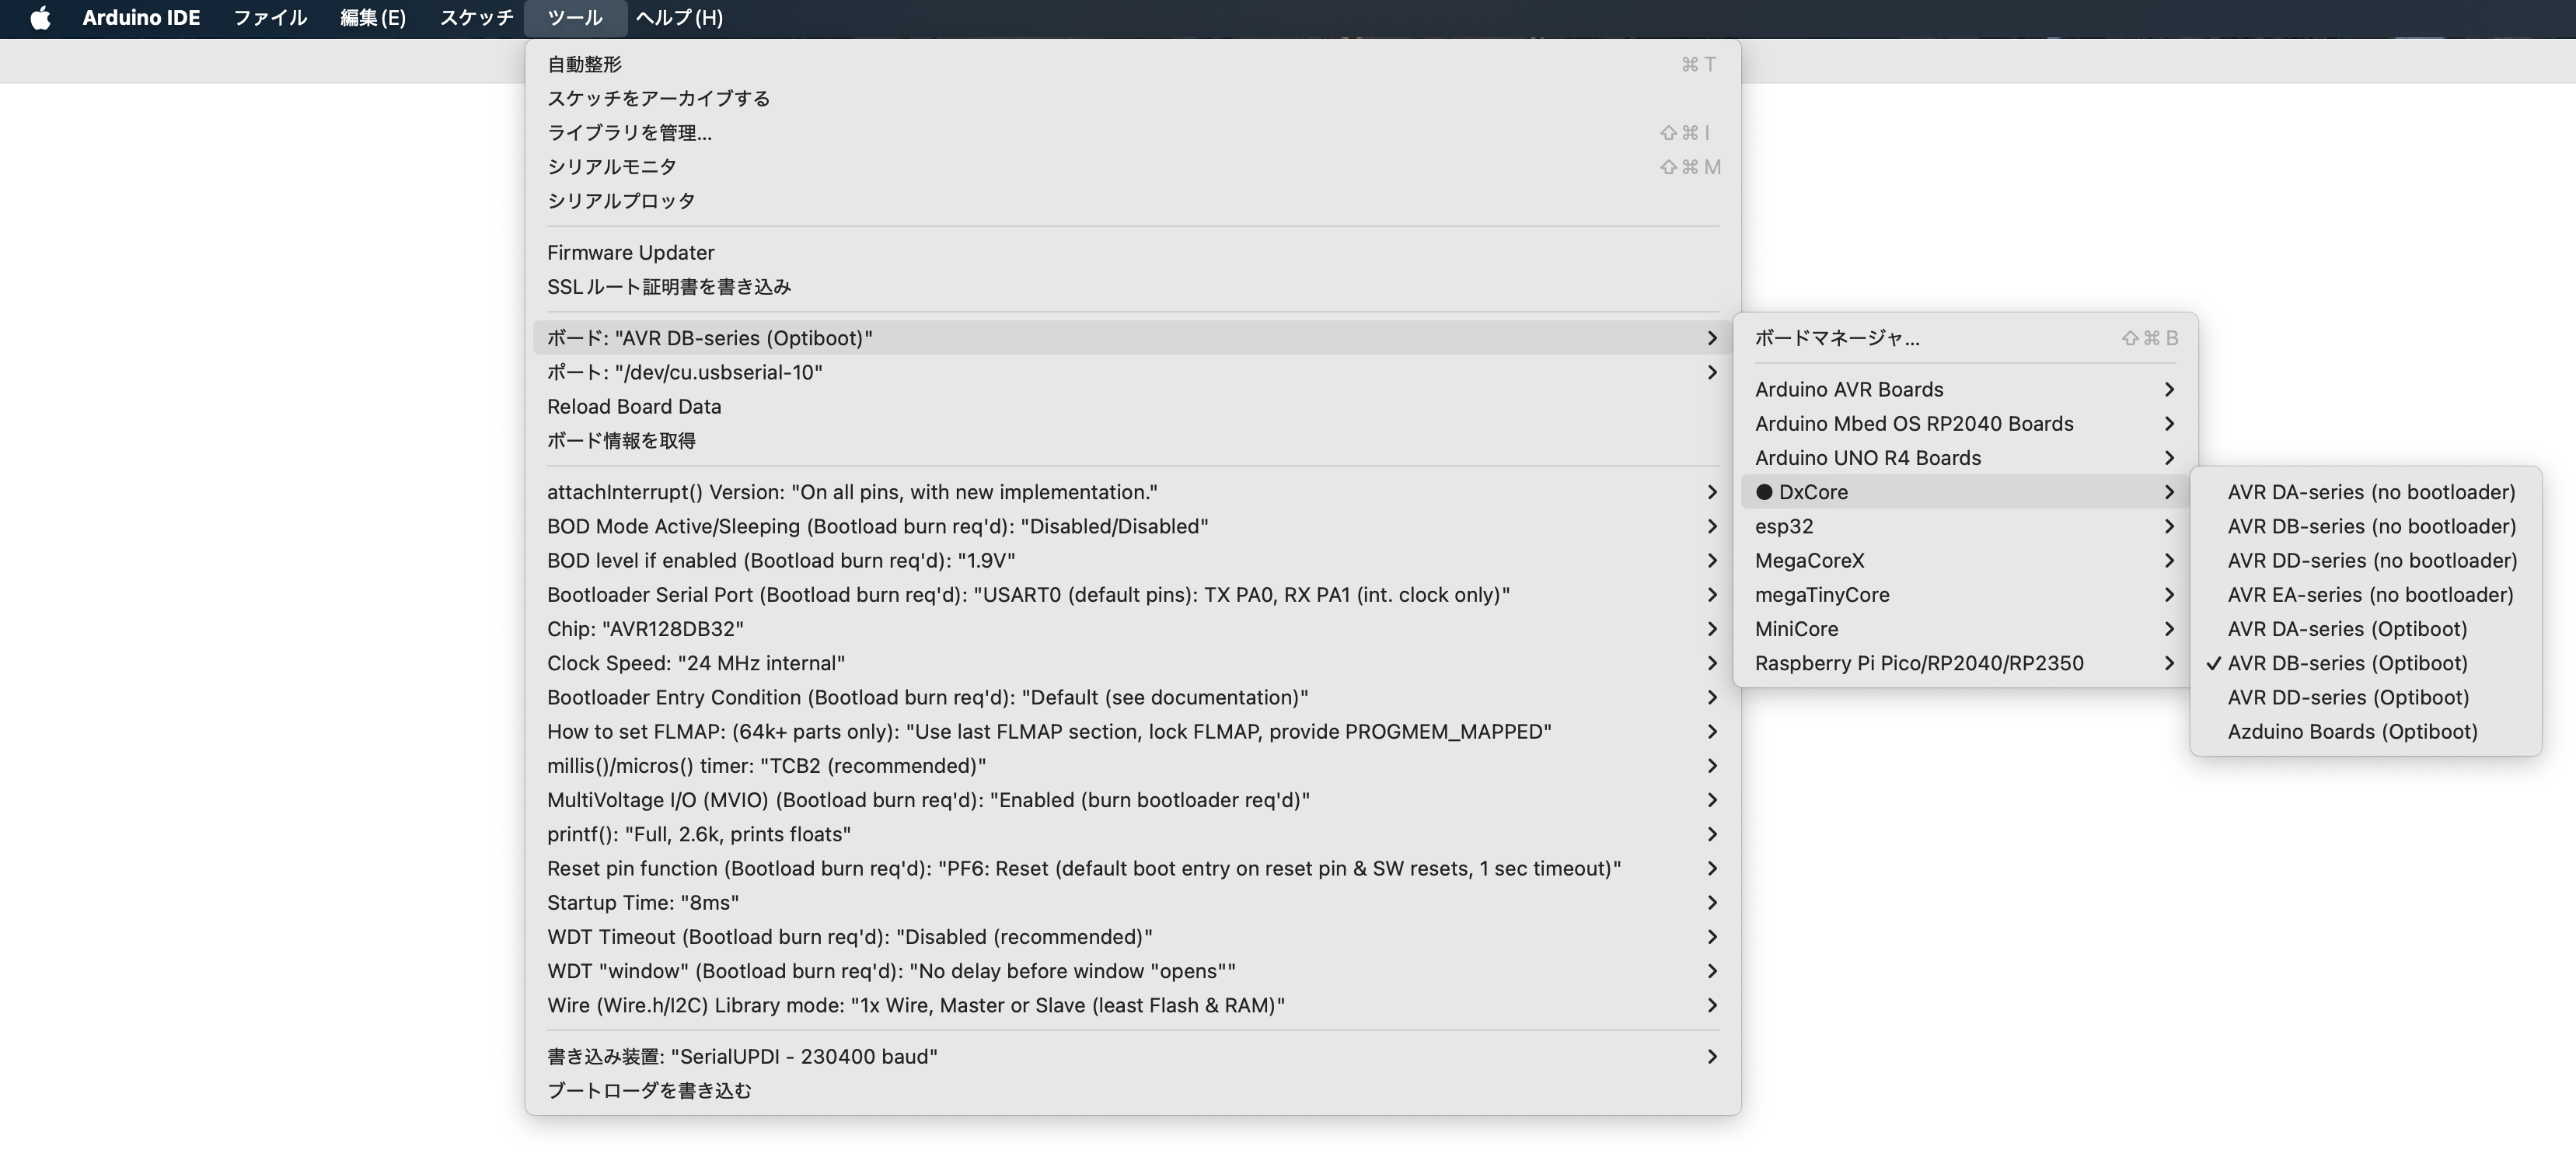 Arduino IDE ファイル 編集(E) スケッチ ツール ヘルプ(H)
自動整形 ⌘ T
スケッチをアーカイブする
ライブラリを管理... ⇧ ⌘ I
シリアルモニタ ⇧ ⌘ M
シリアルプロッタ
Firmware Updater
SSLルート証明書を書き込み
ボード: "AVR DB-series (Optiboot)"
ポート: "/dev/cu.usbserial-10"
Reload Board Data
ボード情報を取得
attachInterrupt() Version: "On all pins, with new implementation."
BOD Mode Active/Sleeping (Bootload burn req'd): "Disabled/Disabled"
BOD level if enabled (Bootload burn req'd): "1.9V"
Bootloader Serial Port (Bootload burn req'd): "USART0 (default pins): TX PA0, RX PA1 (int. clock only)"
Chip: "AVR128DB32"
Clock Speed: "24 MHz internal"
Bootloader Entry Condition (Bootload burn req'd): "Default (see documentation)"
How to set FLMAP: (64k+ parts only): "Use last FLMAP section, lock FLMAP, provide PROGMEM_MAPPED"
millis()/micros() timer: "TCB2 (recommended)"
MultiVoltage I/O (MVIO) (Bootload burn req'd): "Enabled (burn bootloader req'd)"
printf(): "Full, 2.6k, prints floats"
Reset pin function (Bootload burn req'd): "PF6: Reset (default boot entry on reset pin & SW resets, 1 sec timeout)"
Startup Time: "8ms"
WDT Timeout (Bootload burn req'd): "Disabled (recommended)"
WDT "window" (Bootload burn req'd): "No delay before window "opens""
Wire (Wire.h/I2C) Library mode: "1x Wire, Master or Slave (least Flash & RAM)"
書き込み装置: "SerialUPDI - 230400 baud"
ブートローダを書き込む
ボードマネージャ... ⇧ ⌘ B
Arduino AVR Boards
Arduino Mbed OS RP2040 Boards
Arduino UNO R4 Boards
● DxCore
esp32
MegaCoreX
megaTinyCore
MiniCore
Raspberry Pi Pico/RP2040/RP2350
AVR DA-series (no bootloader)
AVR DB-series (no bootloader)
AVR DD-series (no bootloader)
AVR EA-series (no bootloader)
AVR DA-series (Optiboot)
✓ AVR DB-series (Optiboot)
AVR DD-series (Optiboot)
Azduino Boards (Optiboot)